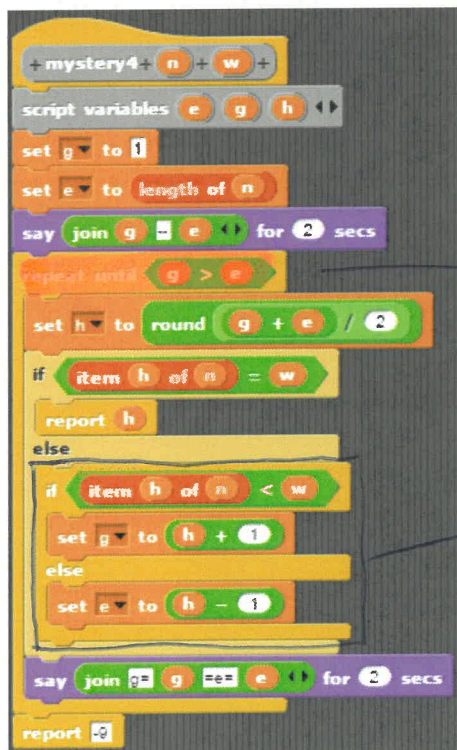 + mystery4 + n + w +
script variables e g h
set g to 1
set e to length of n
say join g -- e for 2 secs
repeat until g > e
set h to round g + e / 2
if item h of n = w
report h
else
if item h of n < w
set g to h + 1
else
set e to h - 1
say join g= g =e= e for 2 secs
report -9